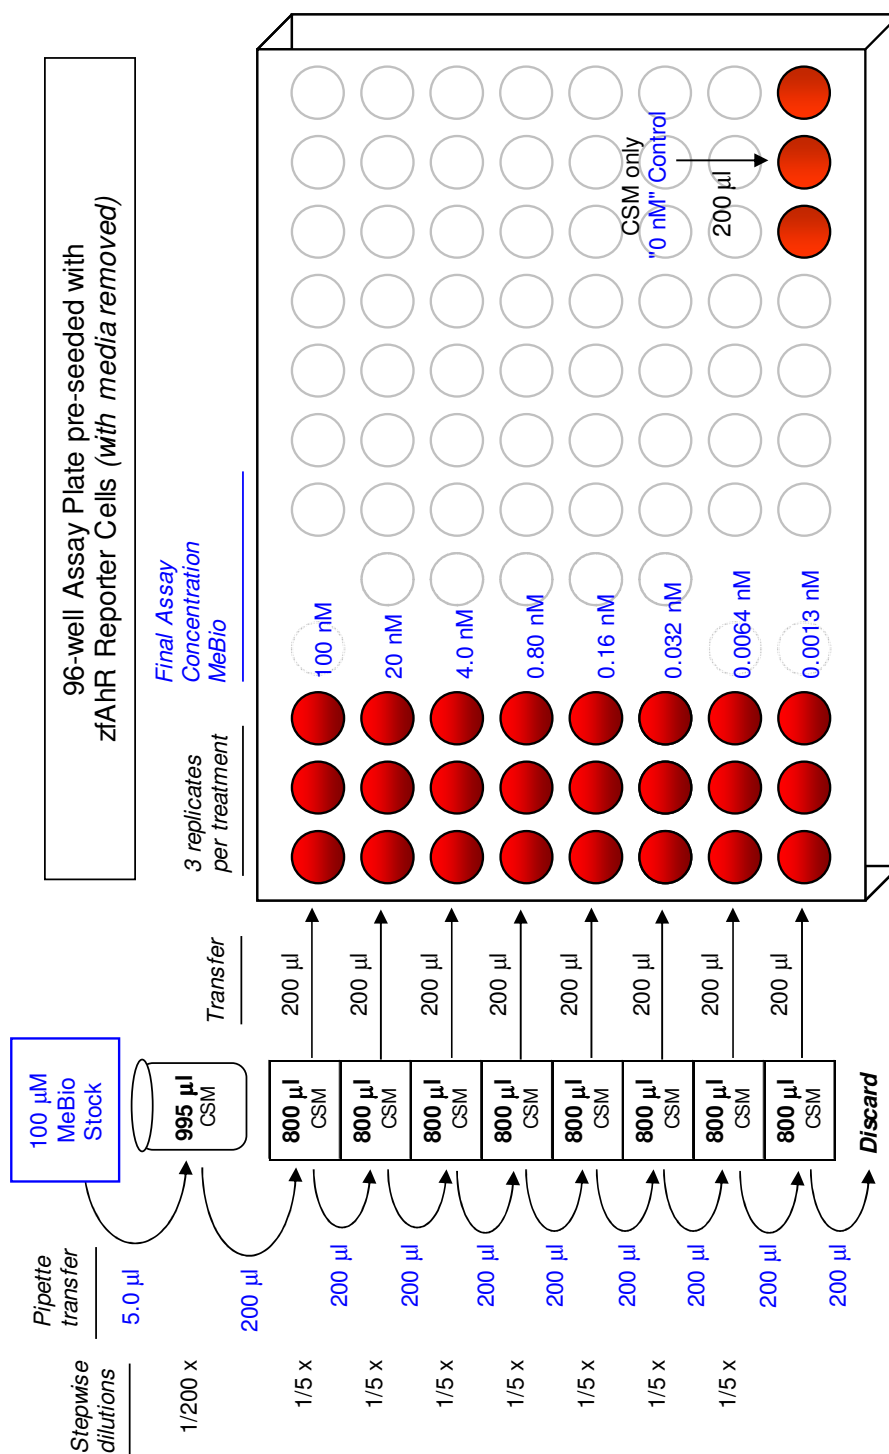 96-well Assay Plate pre-seeded with
zfAhR Reporter Cells (with media removed)
Stepwise
dilutions
Pipette
transfer
Transfer
3 replicates
per treatment
Final Assay
Concentration
MeBio
100 µM
MeBio
Stock
5.0 µl
1/200 x
995 µl
CSM
200 µl
1/5 x
800 µl
CSM
200 µl
100 nM
200 µl
1/5 x
800 µl
CSM
200 µl
20 nM
200 µl
1/5 x
800 µl
CSM
200 µl
4.0 nM
200 µl
1/5 x
800 µl
CSM
200 µl
0.80 nM
200 µl
1/5 x
800 µl
CSM
200 µl
0.16 nM
200 µl
1/5 x
800 µl
CSM
200 µl
0.032 nM
200 µl
1/5 x
800 µl
CSM
200 µl
0.0064 nM
200 µl
800 µl
CSM
200 µl
0.0013 nM
200 µl
Discard
CSM only
"0 nM" Control
200 µl